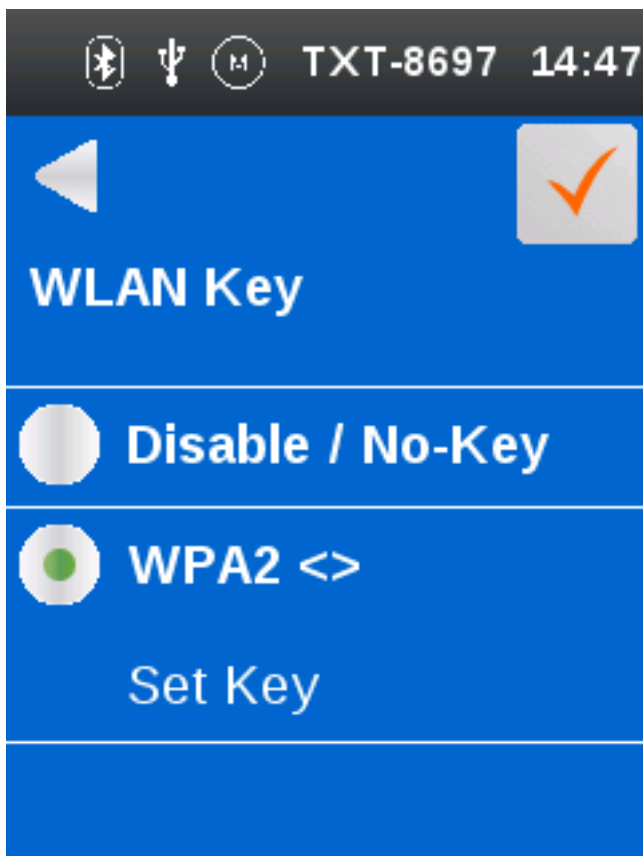 M TXT-8697 14:47
WLAN Key
Disable / No-Key
WPA2 <>
Set Key